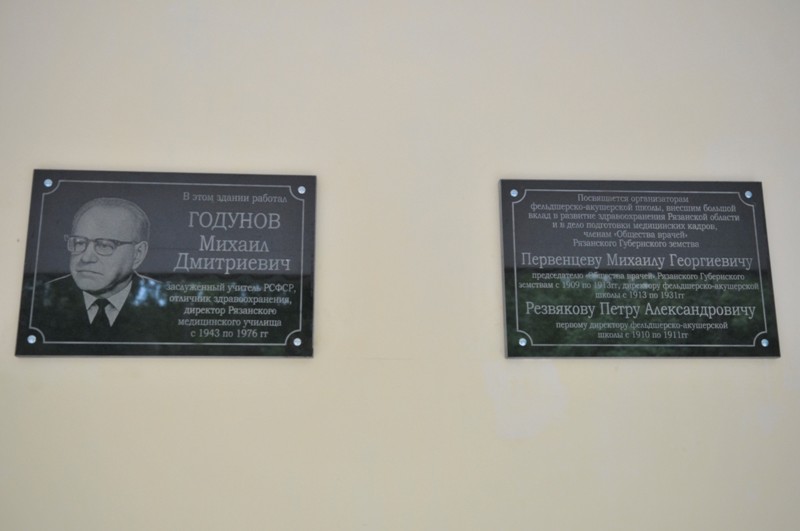 В этом здании работал
ГОДУНОВ
Михаил
Дмитриевич
заслуженный учитель РСФСР,
отличник здравоохранения,
директор Рязанского
медицинского училища
с 1943 по 1976 гг
Посвящается организаторам
фельдшерско-акушерской школы, внесшим большой
вклад в развитие здравоохранения Рязанской области
и в дело подготовки медицинских кадров,
членам «Общества врачей»
Рязанского Губернского земства
Первенцеву Михаилу Георгиевичу
председателю «Общества врачей» Рязанского Губернского
земствам с 1909 по 1913гг, директору фельдшерско-акушерской
школы с 1913 по 1931гг
Резвякову Петру Александровичу
первому директору фельдшерско-акушерской
школы с 1910 по 1911гг